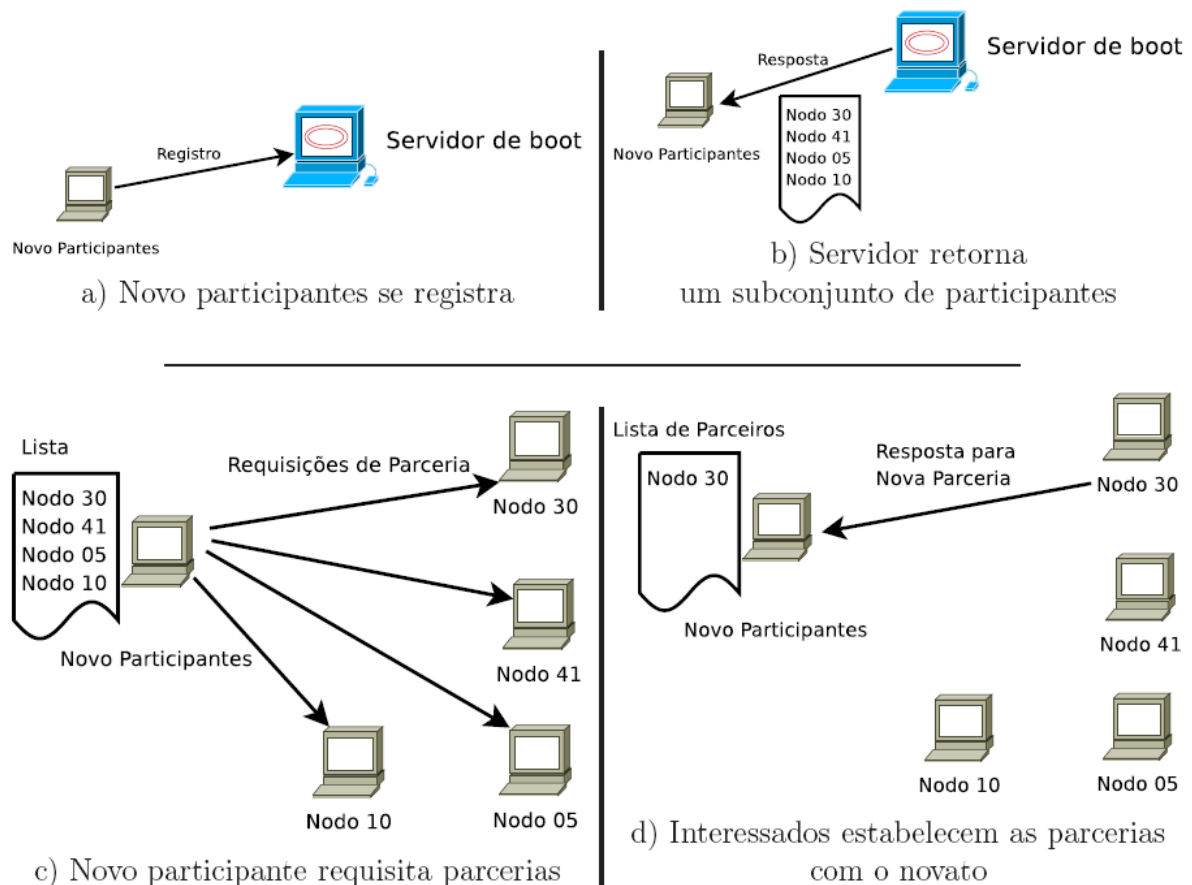 Registro
Servidor de boot
Novo Participantes
a) Novo participantes se registra
Resposta
Servidor de boot
Novo Participantes
Nodo 30
Nodo 41
Nodo 05
Nodo 10
b) Servidor retorna
um subconjunto de participantes
Lista
Nodo 30
Nodo 41
Nodo 05
Nodo 10
Requisições de Parceria
Nodo 30
Nodo 41
Novo Participantes
Nodo 10
Nodo 05
c) Novo participante requisita parcerias
Lista de Parceiros
Nodo 30
Resposta para
Nova Parceria
Nodo 30
Novo Participantes
Nodo 41
Nodo 10
Nodo 05
d) Interessados estabelecem as parcerias
com o novato